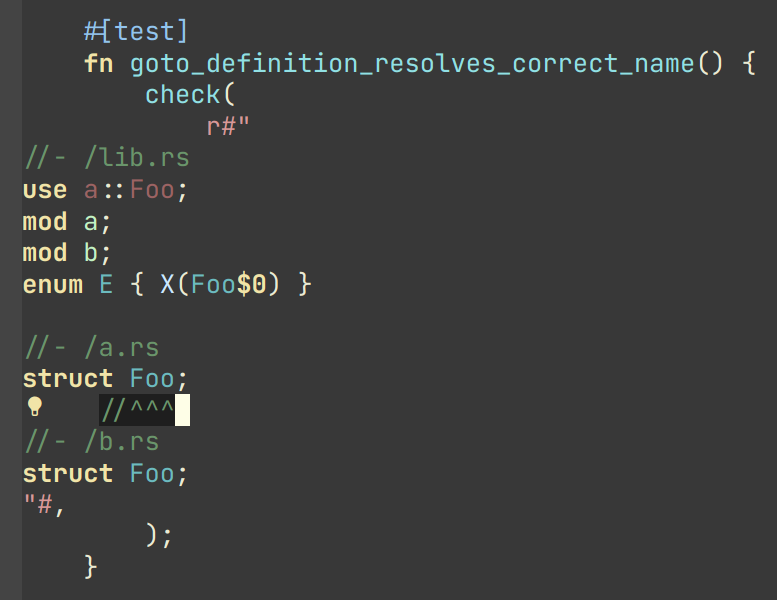 #[test]
fn goto_definition_resolves_correct_name() {
check(
r#"
//- /lib.rs
use a::Foo;
mod a;
mod b;
enum E { X(Foo$0) }
//- /a.rs
struct Foo;
//^^^
//- /b.rs
struct Foo;
"#,
);
}